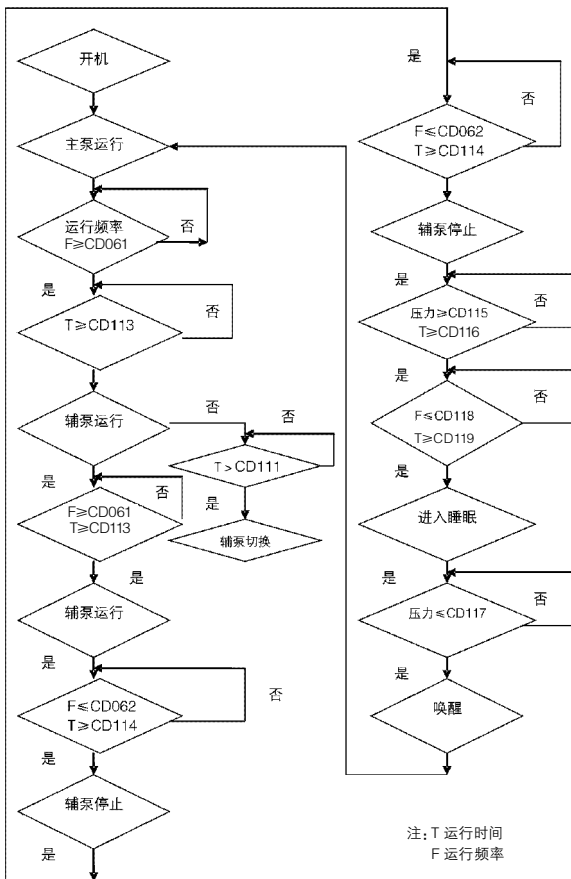 开机
主泵运行
运行频率
F≥CD061
否
是
T≥CD113
否
辅泵运行
否
否
T>CD111
是
辅泵切换
是
F≥CD061
T≥CD113
否
是
辅泵运行
是
F≤CD062
T≥CD114
否
是
辅泵停止
是
是
否
F≤CD062
T≥CD114
辅泵停止
是
压力≥CD115
T≥CD116
否
是
F≤CD118
T≥CD119
否
是
进入睡眠
是
压力≤CD117
否
是
唤醒
注:T 运行时间
F 运行频率